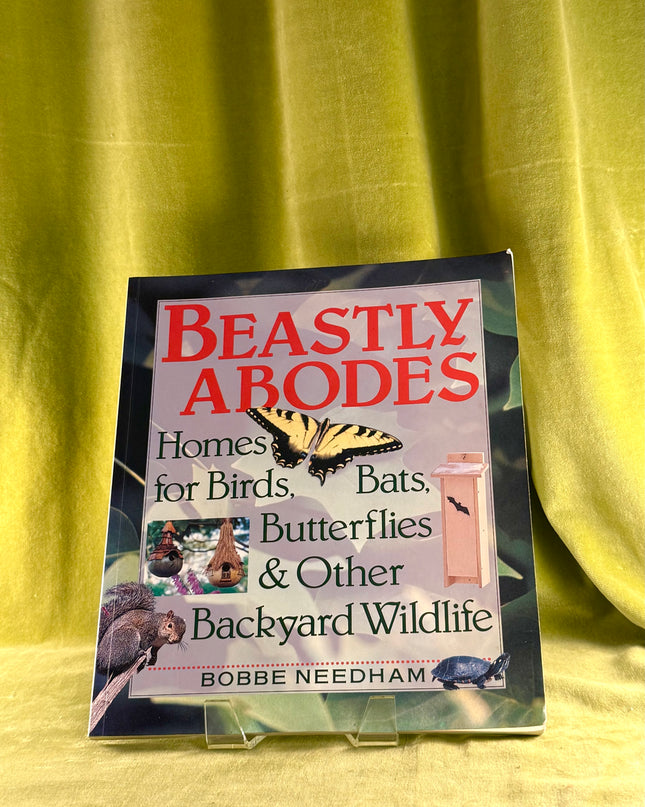 BEASTLY
ABODES
Homes
for Birds, Bats,
Butterflies
& Other
Backyard Wildlife
BOBBE NEEDHAM